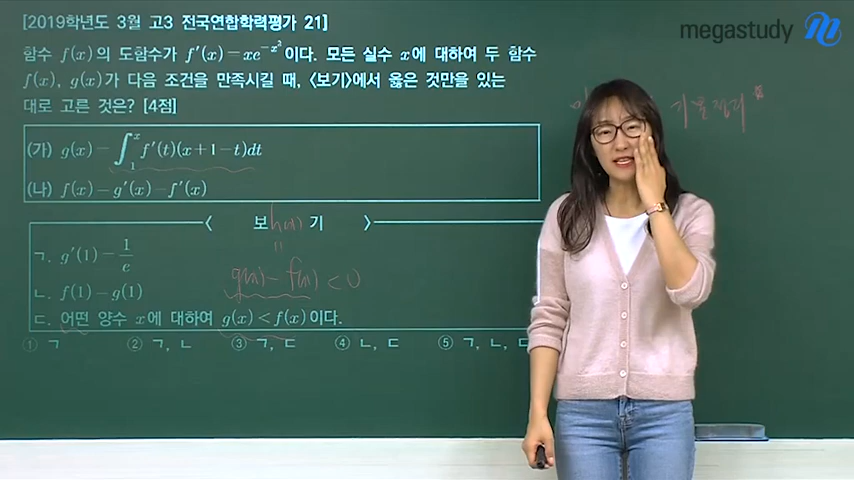 [2019학년도 3월 고3 전국연합학력평가 21]
megastudy
함수 f(x)의 도함수가 f′(x)=xe^{-x²}이다. 모든 실수 x에 대하여 두 함수
f(x), g(x)가 다음 조건을 만족시킬 때, 〈보기〉에서 옳은 것만을 있는
대로 고른 것은? [4점]
(가) g(x)=∫_1^x f′(t)(x+1-t)dt
(나) f(x)=g′(x)-f′(x)
〈 보 기 〉
h(x)
=
ㄱ. g′(1)=1/e
g(x)-f(x)<0
ㄴ. f(1)=g(1)
ㄷ. 어떤 양수 x에 대하여 g(x)<f(x)이다.
① ㄱ ② ㄱ, ㄴ ③ ㄱ, ㄷ ④ ㄴ, ㄷ ⑤ ㄱ, ㄴ, ㄷ